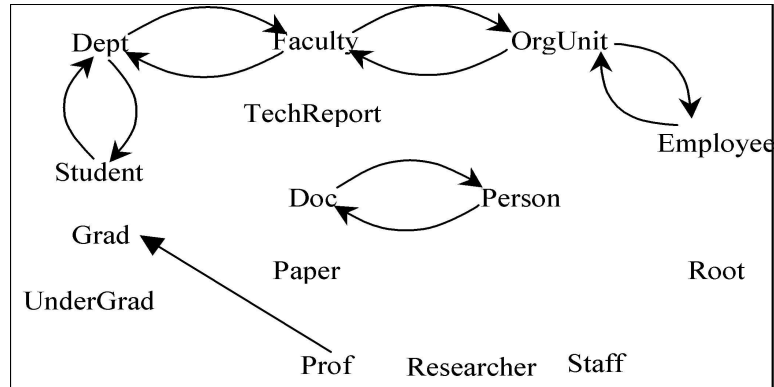 Dept Faculty OrgUnit
TechReport
Employee
Student
Doc Person
Grad
Paper Root
UnderGrad
Prof Researcher Staff